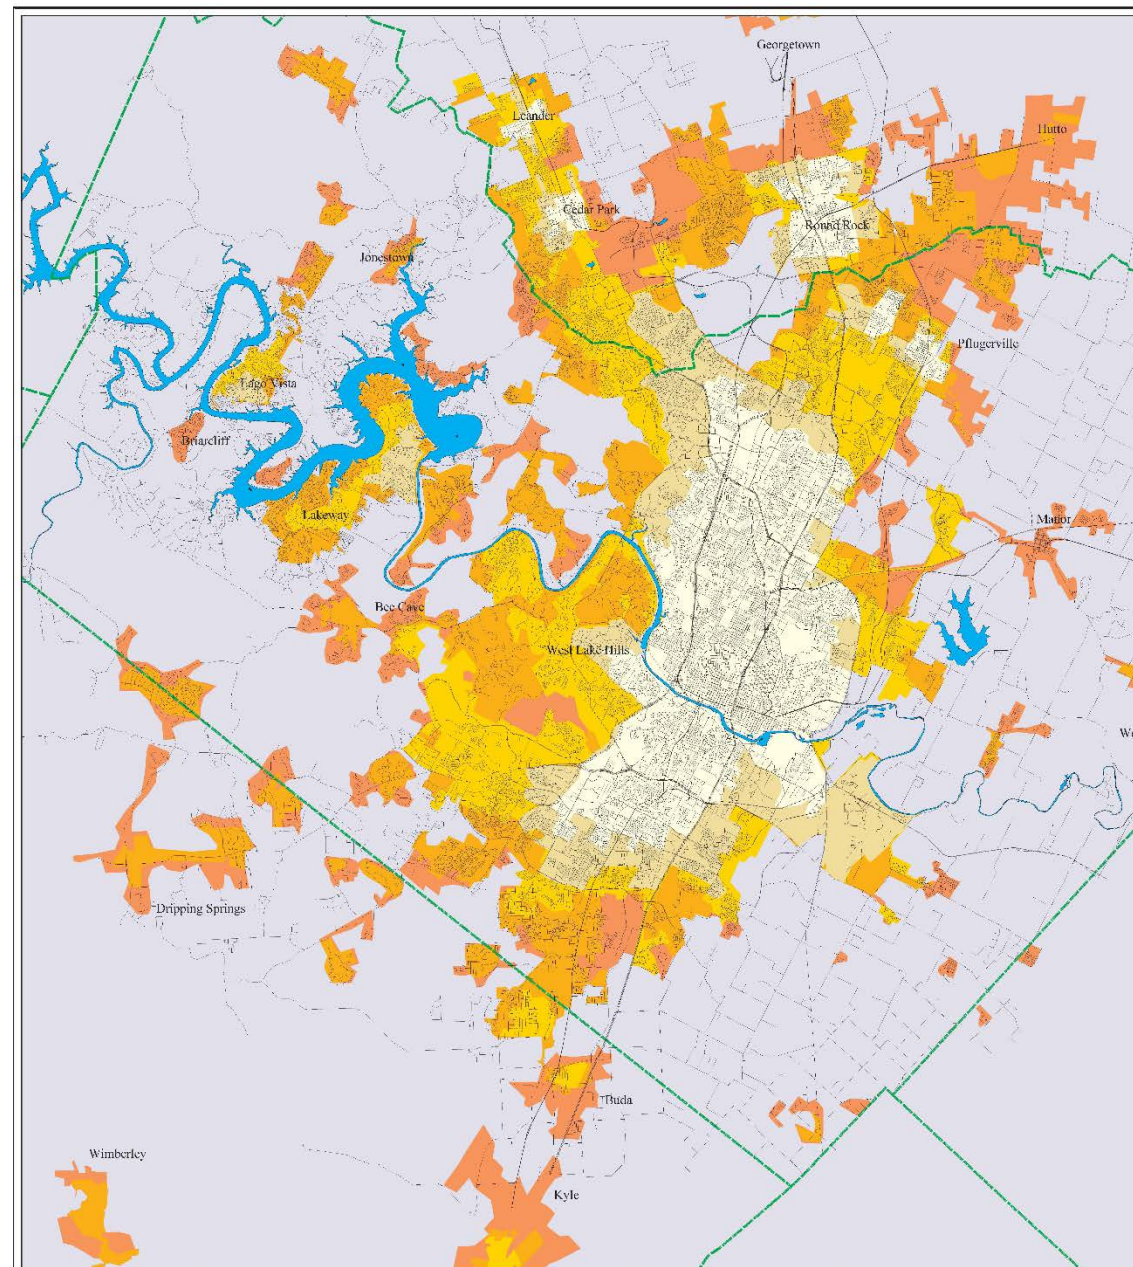 Georgetown
Leander
Hutto
Cedar Park
Round Rock
Jonestown
Pflugerville
Lago Vista
Briarcliff
Lakeway
Manor
Bee Cave
West Lake Hills
Dripping Springs
Buda
Wimberley
Kyle